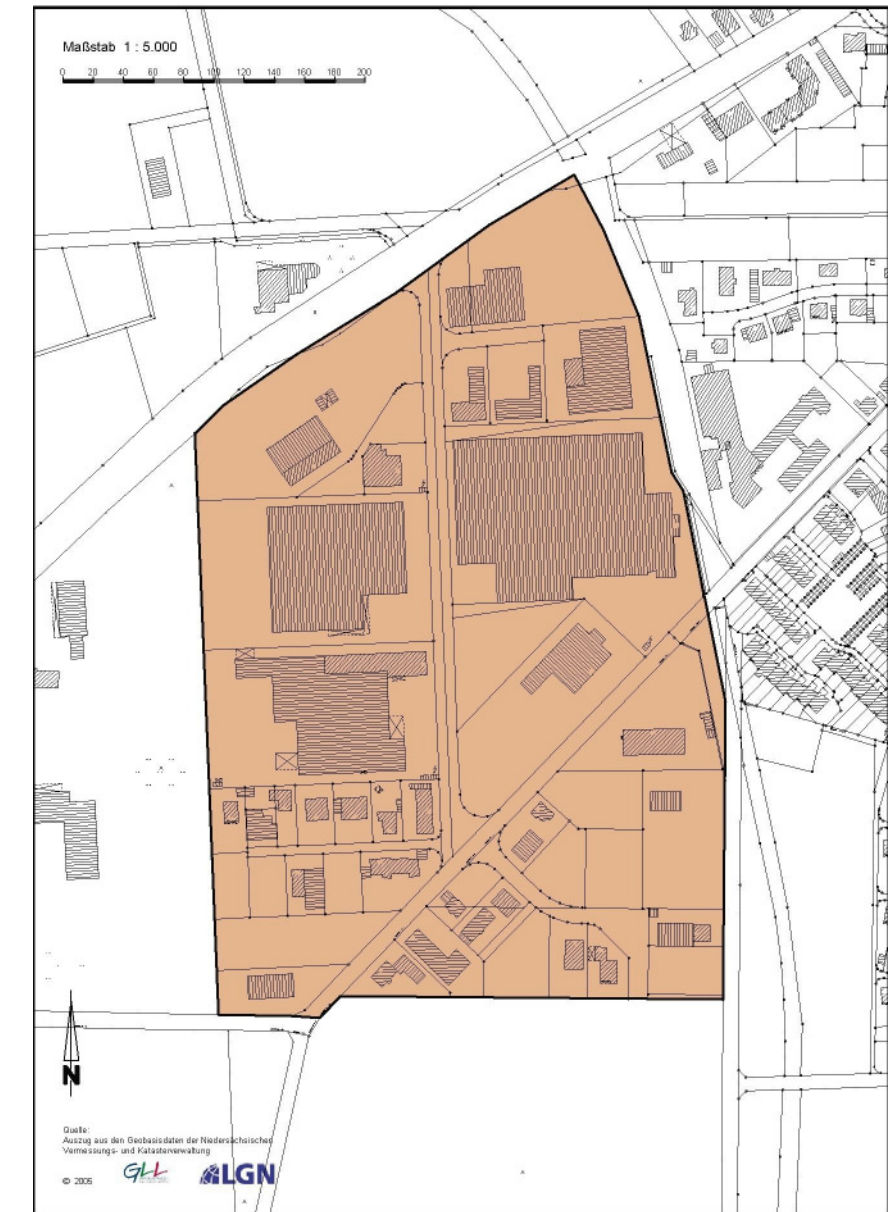 Maßstab 1 : 5.000
0 20 40 60 80 100 120 140 160 180 200
N
Quelle:
Auszug aus den Geobasisdaten der Niedersächsischen
Vermessungs- und Katasterverwaltung
© 2005 GLL LGN